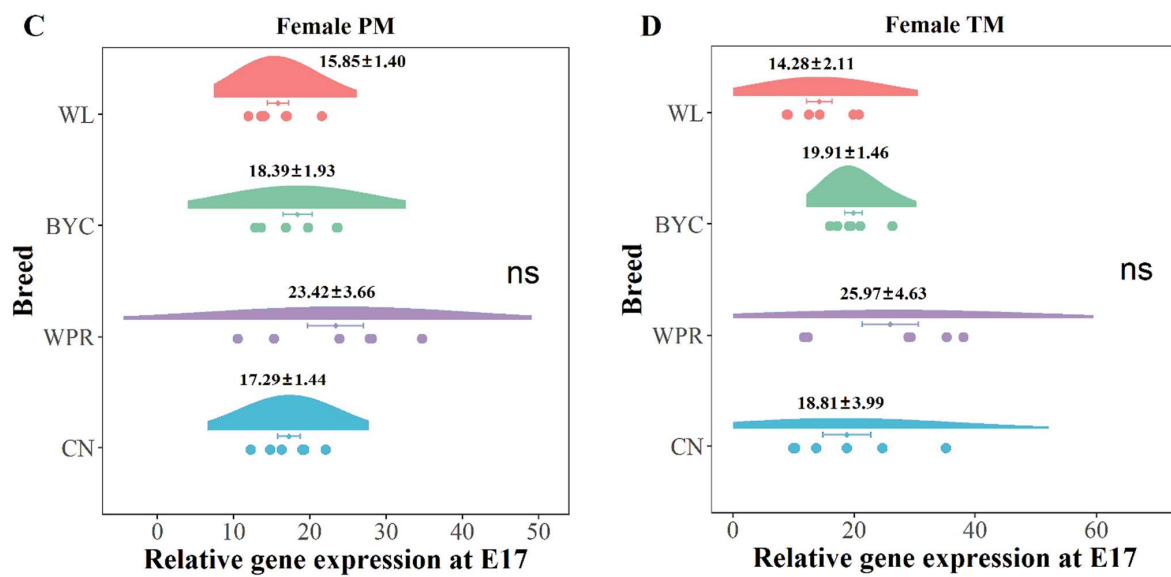 C
Female PM
15.85±1.40
WL
18.39±1.93
BYC
ns
23.42±3.66
WPR
17.29±1.44
CN
Breed
0 10 20 30 40 50
Relative gene expression at E17
D
Female TM
14.28±2.11
WL
19.91±1.46
BYC
ns
25.97±4.63
WPR
18.81±3.99
CN
Breed
0 20 40 60
Relative gene expression at E17